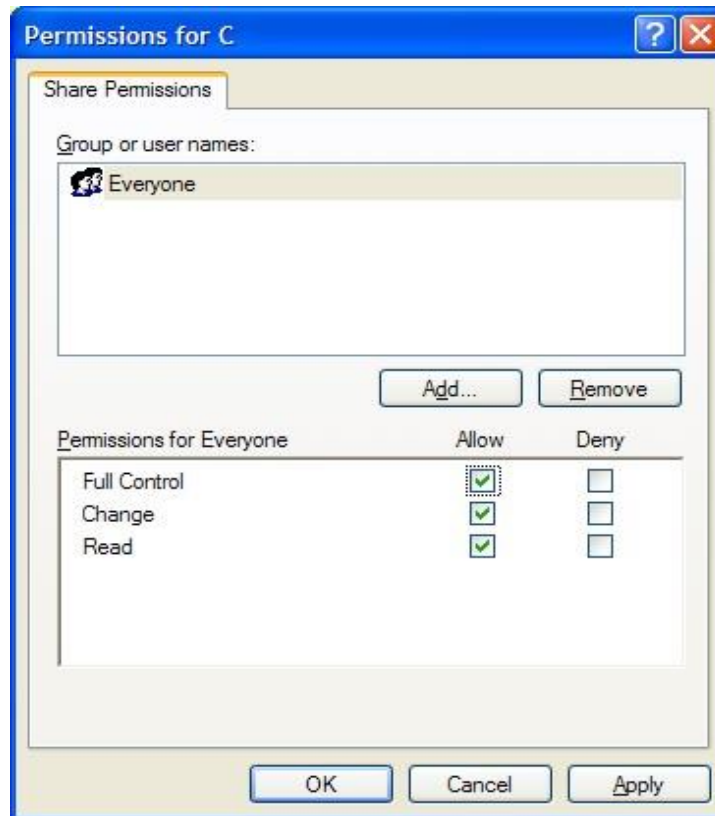 Permissions for C
Share Permissions
Group or user names:
Everyone
Add... Remove
Permissions for Everyone Allow Deny
Full Control
Change
Read
OK Cancel Apply